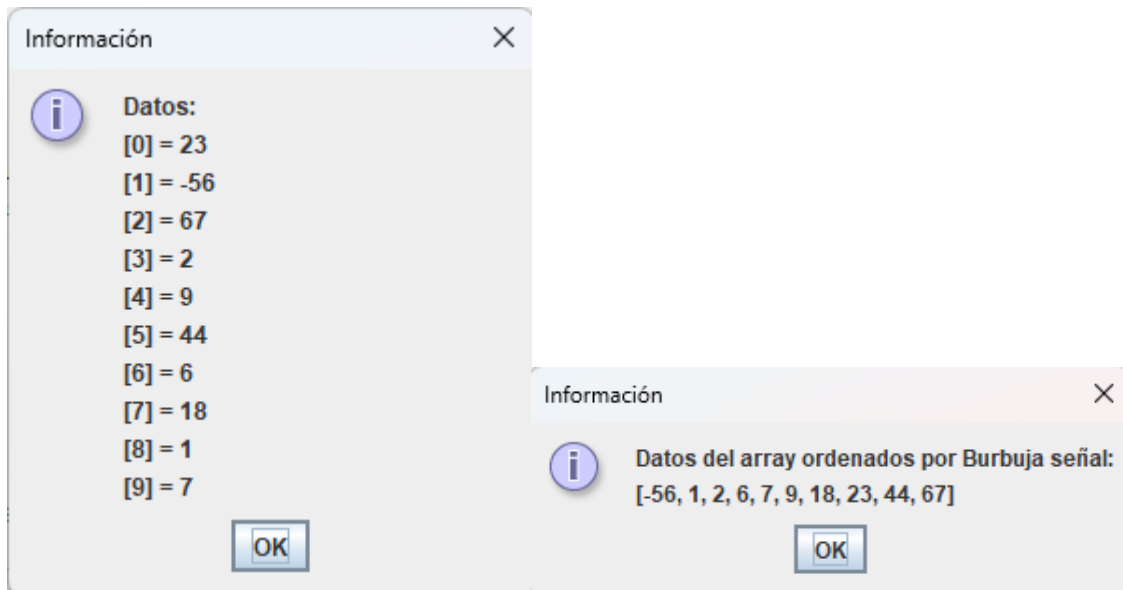 Información
Datos:
[0] = 23
[1] = -56
[2] = 67
[3] = 2
[4] = 9
[5] = 44
[6] = 6
[7] = 18
[8] = 1
[9] = 7
OK
Información
Datos del array ordenados por Burbuja señal:
[-56, 1, 2, 6, 7, 9, 18, 23, 44, 67]
OK